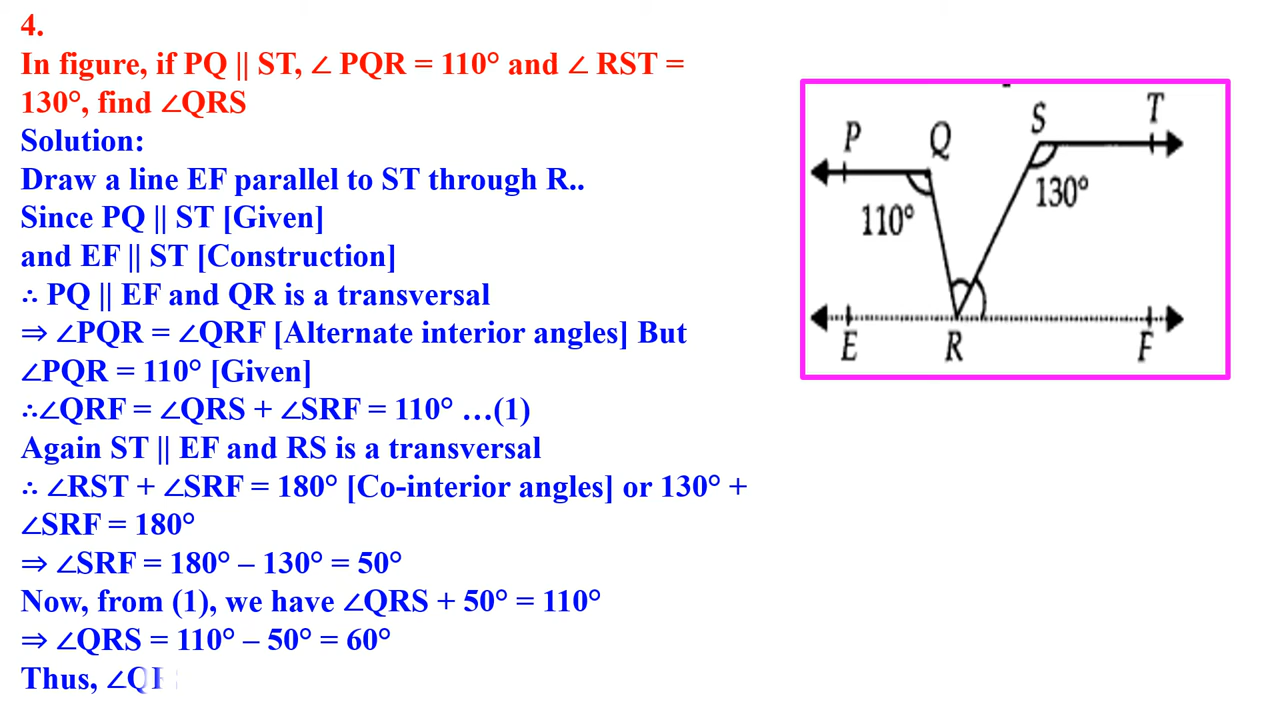 4.
In figure, if PQ || ST, ∠ PQR = 110° and ∠ RST =
130°, find ∠QRS
Solution:
Draw a line EF parallel to ST through R..
Since PQ || ST [Given]
and EF || ST [Construction]
∴ PQ || EF and QR is a transversal
⇒ ∠PQR = ∠QRF [Alternate interior angles] But
∠PQR = 110° [Given]
∴∠QRF = ∠QRS + ∠SRF = 110° …(1)
Again ST || EF and RS is a transversal
∴ ∠RST + ∠SRF = 180° [Co-interior angles] or 130° +
∠SRF = 180°
⇒ ∠SRF = 180° – 130° = 50°
Now, from (1), we have ∠QRS + 50° = 110°
⇒ ∠QRS = 110° – 50° = 60°
Thus,
P Q S T
110° 130°
E R F